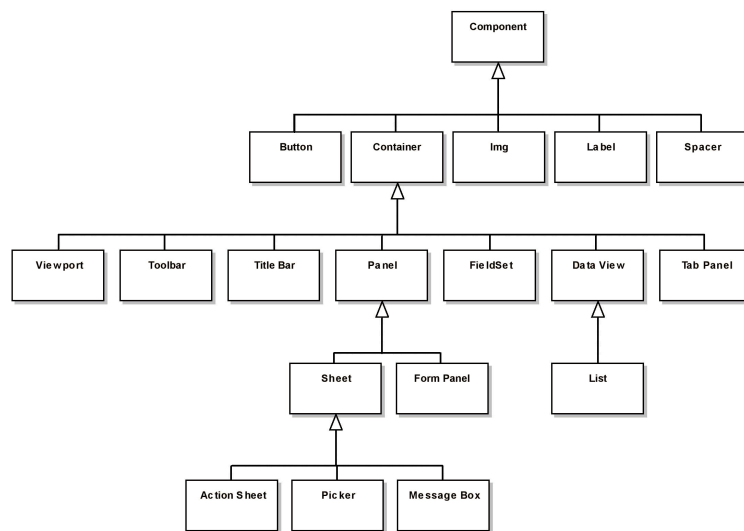 Component
Button
Container
Img
Label
Spacer
Viewport
Toolbar
Title Bar
Panel
FieldSet
Data View
Tab Panel
Sheet
Form Panel
List
Action Sheet
Picker
Message Box